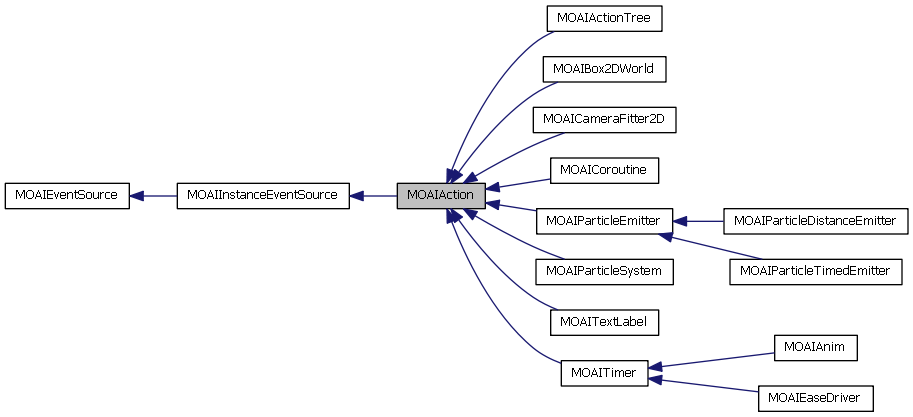 MOAIActionTree
MOAIBox2DWorld
MOAICameraFitter2D
MOAICoroutine
MOAIEventSource
MOAIInstanceEventSource
MOAIAction
MOAIParticleEmitter
MOAIParticleDistanceEmitter
MOAIParticleSystem
MOAIParticleTimedEmitter
MOAITextLabel
MOAITimer
MOAIAnim
MOAIEaseDriver